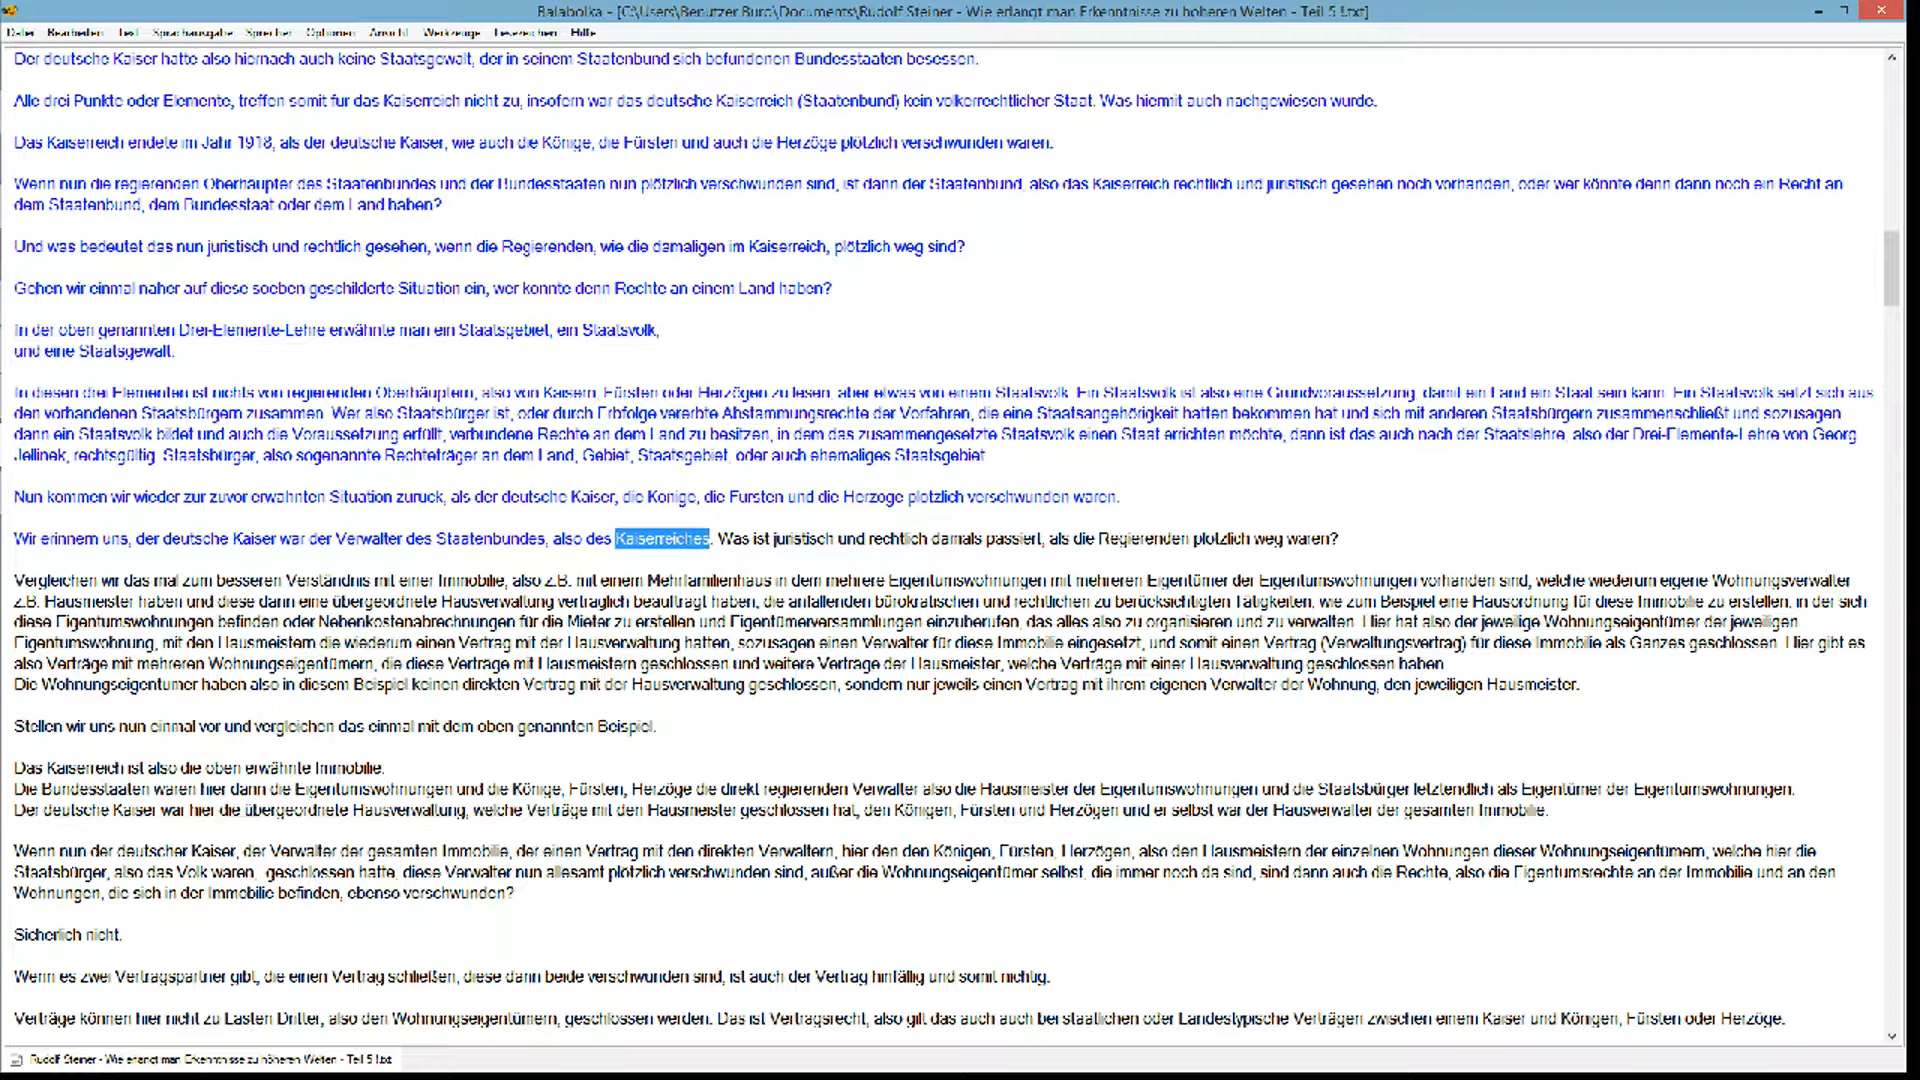 Balabolka - [C:\Users\Benutzer Büro\Documents\Rudolf Steiner - Wie erlangt man Erkenntnisse zu höheren Welten - Teil 5 !.txt]
Datei Bearbeiten Text Sprachausgabe Sprecher Optionen Ansicht Werkzeuge Lesezeichen Hilfe
Der deutsche Kaiser hatte also hiernach auch keine Staatsgewalt, der in seinem Staatenbund sich befundenen Bundesstaaten besessen.
Alle drei Punkte oder Elemente, treffen somit für das Kaiserreich nicht zu, insofern war das deutsche Kaiserreich (Staatenbund) kein völkerrechtlicher Staat. Was hiermit auch nachgewiesen wurde.
Das Kaiserreich endete im Jahr 1918, als der deutsche Kaiser, wie auch die Könige, die Fürsten und auch die Herzöge plötzlich verschwunden waren.
Wenn nun die regierenden Oberhäupter des Staatenbundes und der Bundesstaaten nun plötzlich verschwunden sind, ist dann der Staatenbund, also das Kaiserreich rechtlich und juristisch gesehen noch vorhanden, oder wer könnte denn dann noch ein Recht an
dem Staatenbund, dem Bundesstaat oder dem Land haben?
Und was bedeutet das nun juristisch und rechtlich gesehen, wenn die Regierenden, wie die damaligen im Kaiserreich, plötzlich weg sind?
Gehen wir einmal näher auf diese soeben geschilderte Situation ein, wer könnte denn Rechte an einem Land haben?
In der oben genannten Drei-Elemente-Lehre erwähnte man ein Staatsgebiet, ein Staatsvolk,
und eine Staatsgewalt.
In diesen drei Elementen ist nichts von regierenden Oberhäuptern, also von Kaisern, Fürsten oder Herzögen zu lesen, aber etwas von einem Staatsvolk. Ein Staatsvolk ist also eine Grundvoraussetzung, damit ein Land ein Staat sein kann. Ein Staatsvolk setzt sich aus
den vorhandenen Staatsbürgern zusammen. Wer also Staatsbürger ist, oder durch Erbfolge vererbte Abstammungsrechte der Vorfahren, die eine Staatsangehörigkeit hatten bekommen hat und sich mit anderen Staatsbürgern zusammenschließt und sozusagen
dann ein Staatsvolk bildet und auch die Voraussetzung erfüllt, verbundene Rechte an dem Land zu besitzen, in dem das zusammengesetzte Staatsvolk einen Staat errichten möchte, dann ist das auch nach der Staatslehre, also der Drei-Elemente-Lehre von Georg
Jellinek, rechtsgültig. Staatsbürger, also sogenannte Rechteträger an dem Land, Gebiet, Staatsgebiet, oder auch ehemaliges Staatsgebiet.
Nun kommen wir wieder zur zuvor erwähnten Situation zurück, als der deutsche Kaiser, die Könige, die Fürsten und die Herzöge plötzlich verschwunden waren.
Wir erinnern uns, der deutsche Kaiser war der Verwalter des Staatenbundes, also des Kaiserreiches. Was ist juristisch und rechtlich damals passiert, als die Regierenden plötzlich weg waren?
Vergleichen wir das mal zum besseren Verständnis mit einer Immobilie, also z.B. mit einem Mehrfamilienhaus in dem mehrere Eigentumswohnungen mit mehreren Eigentümer der Eigentumswohnungen vorhanden sind, welche wiederum eigene Wohnungsverwalter
z.B. Hausmeister haben und diese dann eine übergeordnete Hausverwaltung vertraglich beauftragt haben, die anfallenden bürokratischen und rechtlichen zu berücksichtigten Tätigkeiten, wie zum Beispiel eine Hausordnung für diese Immobilie zu erstellen, in der sich
diese Eigentumswohnungen befinden oder Nebenkostenabrechnungen für die Mieter zu erstellen und Eigentümerversammlungen einzuberufen, das alles also zu organisieren und zu verwalten. Hier hat also der jeweilige Wohnungseigentümer der jeweiligen
Eigentumswohnung, mit den Hausmeistern die wiederum einen Vertrag mit der Hausverwaltung hatten, sozusagen einen Verwalter für diese Immobilie eingesetzt, und somit einen Vertrag (Verwaltungsvertrag) für diese Immobilie als Ganzes geschlossen. Hier gibt es
also Verträge mit mehreren Wohnungseigentümern, die diese Verträge mit Hausmeistern geschlossen und weitere Verträge der Hausmeister, welche Verträge mit einer Hausverwaltung geschlossen haben.
Die Wohnungseigentümer haben also in diesem Beispiel keinen direkten Vertrag mit der Hausverwaltung geschlossen, sondern nur jeweils einen Vertrag mit ihrem eigenen Verwalter der Wohnung, den jeweiligen Hausmeister.
Stellen wir uns nun einmal vor und vergleichen das einmal mit dem oben genannten Beispiel.
Das Kaiserreich ist also die oben erwähnte Immobilie.
Die Bundesstaaten waren hier dann die Eigentumswohnungen und die Könige, Fürsten, Herzöge die direkt regierenden Verwalter also die Hausmeister der Eigentumswohnungen und die Staatsbürger letztendlich als Eigentümer der Eigentumswohnungen.
Der deutsche Kaiser war hier die übergeordnete Hausverwaltung, welche Verträge mit den Hausmeister geschlossen hat, den Königen, Fürsten und Herzögen und er selbst war der Hausverwalter der gesamten Immobilie.
Wenn nun der deutscher Kaiser, der Verwalter der gesamten Immobilie, der einen Vertrag mit den direkten Verwaltern, hier den den Königen, Fürsten, Herzögen, also den Hausmeistern der einzelnen Wohnungen dieser Wohnungseigentümern, welche hier die
Staatsbürger, also das Volk waren, geschlossen hatte, diese Verwalter nun allesamt plötzlich verschwunden sind, außer die Wohnungseigentümer selbst, die immer noch da sind, sind dann auch die Rechte, also die Eigentumsrechte an der Immobilie und an den
Wohnungen, die sich in der Immobilie befinden, ebenso verschwunden?
Sicherlich nicht.
Wenn es zwei Vertragspartner gibt, die einen Vertrag schließen, diese dann beide verschwunden sind, ist auch der Vertrag hinfällig und somit nichtig.
Verträge können hier nicht zu Lasten Dritter, also den Wohnungseigentümern, geschlossen werden. Das ist Vertragsrecht, also gilt das auch auch bei staatlichen oder Landestypische Verträgen zwischen einem Kaiser und Königen, Fürsten oder Herzöge.
Rudolf Steiner - Wie erlangt man Erkenntnisse zu höheren Welten - Teil 5 !.txt